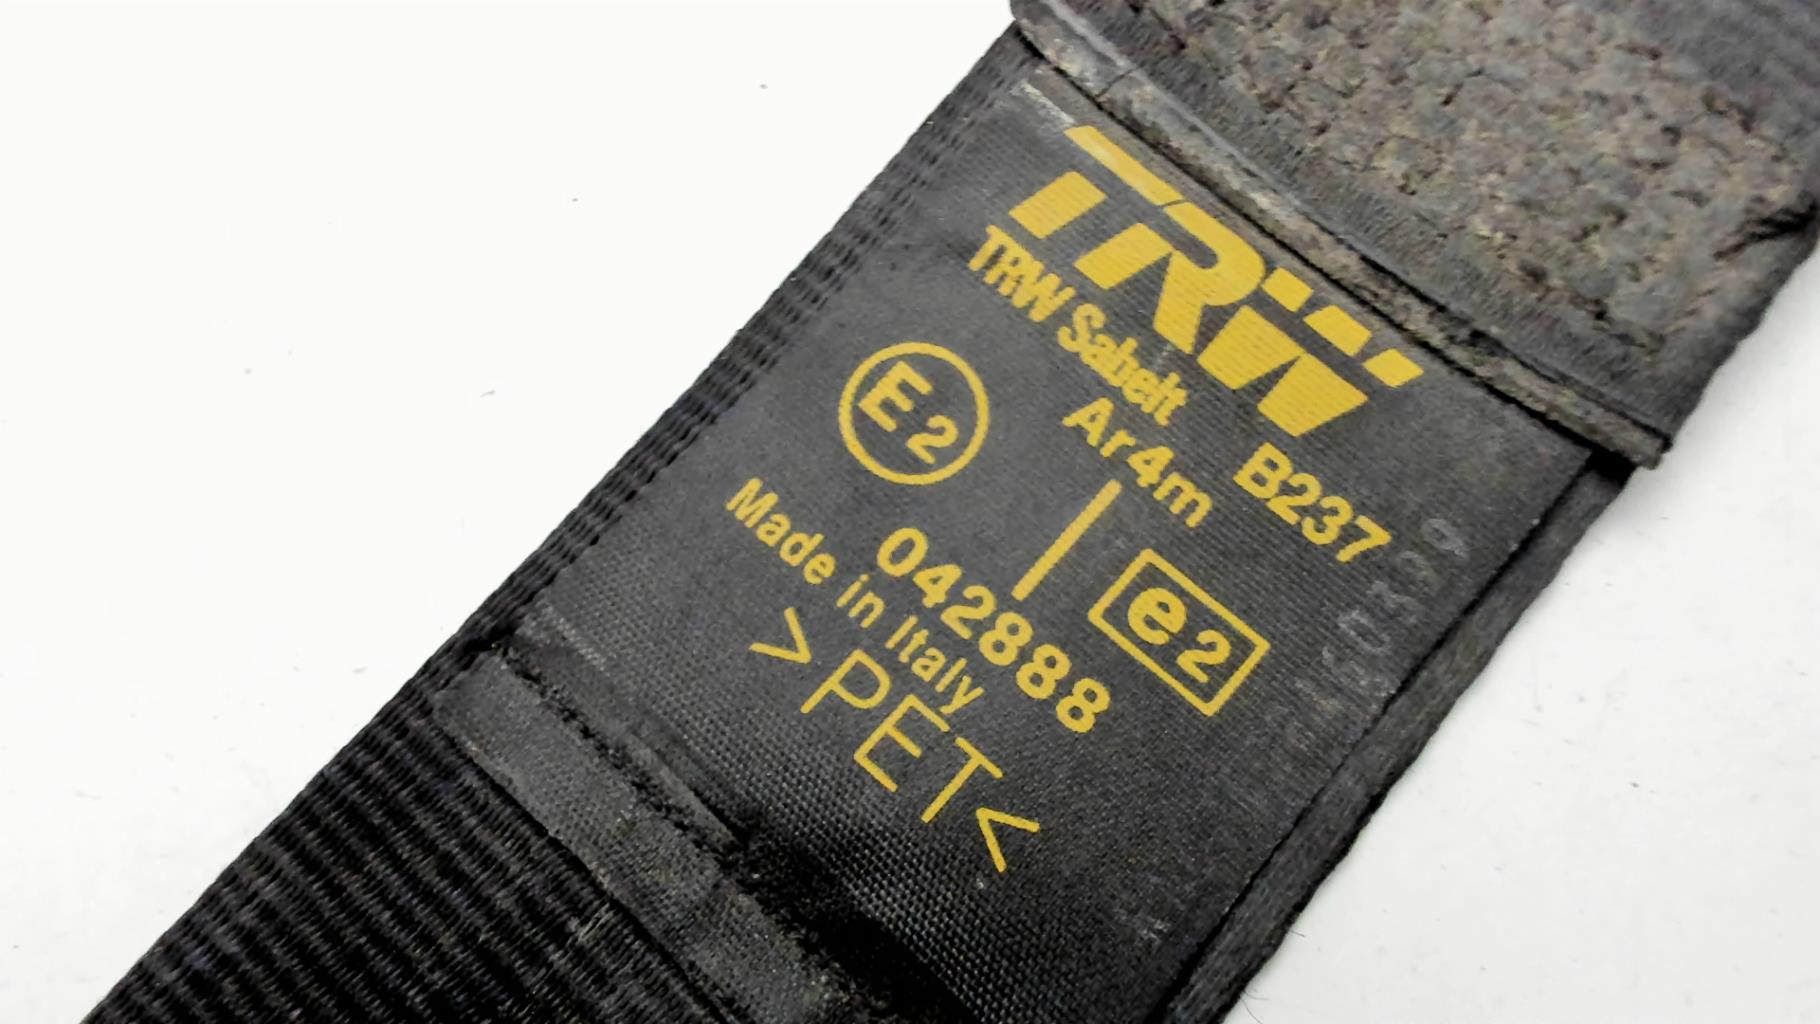 TRW
TRW Sabelt B237
Ar4m
E2
e2
042888
Made in Italy
>PET<